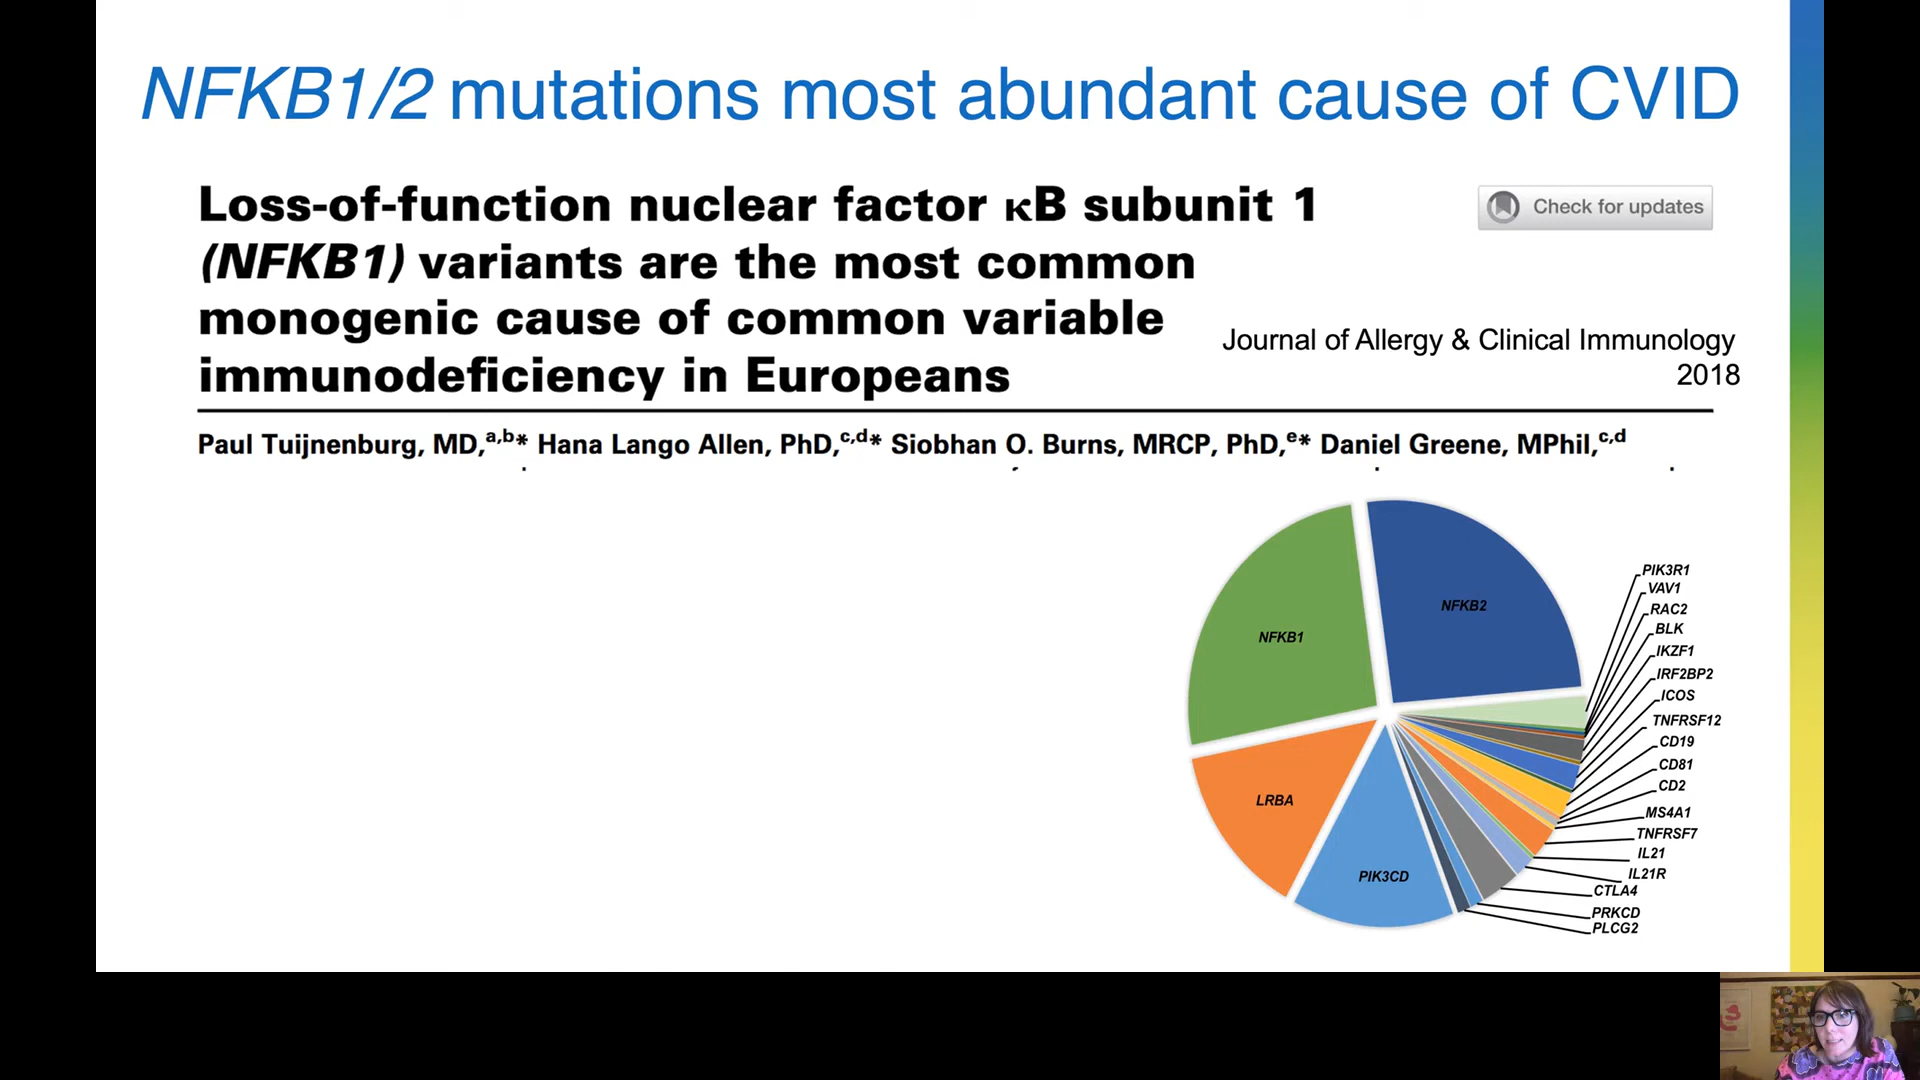 NFKB1/2 mutations most abundant cause of CVID
Loss-of-function nuclear factor κB subunit 1
(NFKB1) variants are the most common
monogenic cause of common variable
immunodeficiency in Europeans
Check for updates
Journal of Allergy & Clinical Immunology
2018
Paul Tuijnenburg, MD,a,b* Hana Lango Allen, PhD,c,d* Siobhan O. Burns, MRCP, PhD,e* Daniel Greene, MPhil,c,d
NFKB2
NFKB1
LRBA
PIK3CD
PIK3R1
VAV1
RAC2
BLK
IKZF1
IRF2BP2
ICOS
TNFRSF12
CD19
CD81
CD2
MS4A1
TNFRSF7
IL21
IL21R
CTLA4
PRKCD
PLCG2